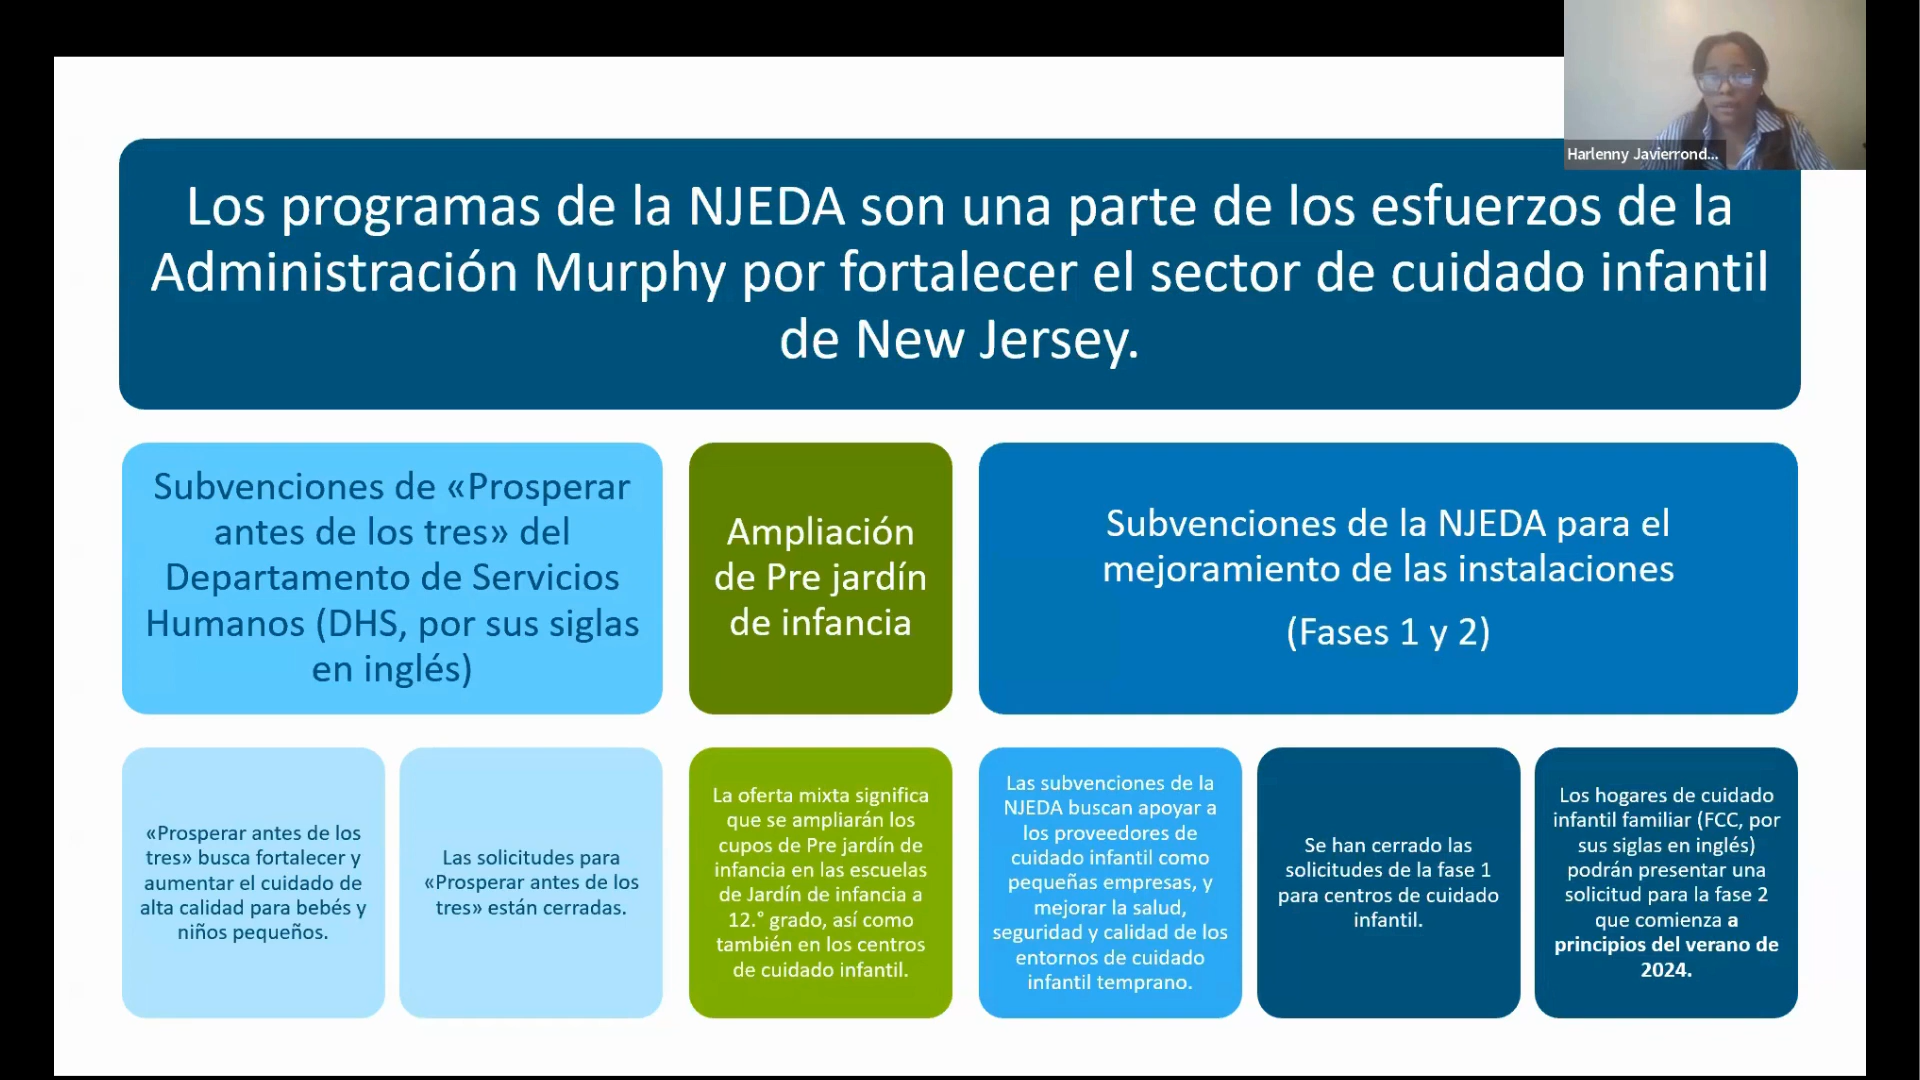 Harlenny Javierrond...
Los programas de la NJEDA son una parte de los esfuerzos de la
Administración Murphy por fortalecer el sector de cuidado infantil
de New Jersey.
Subvenciones de «Prosperar
antes de los tres» del
Departamento de Servicios
Humanos (DHS, por sus siglas
en inglés)
Ampliación
de Pre jardín
de infancia
Subvenciones de la NJEDA para el
mejoramiento de las instalaciones
(Fases 1 y 2)
«Prosperar antes de los
tres» busca fortalecer y
aumentar el cuidado de
alta calidad para bebés y
niños pequeños.
Las solicitudes para
«Prosperar antes de los
tres» están cerradas.
La oferta mixta significa
que se ampliarán los
cupos de Pre jardín de
infancia en las escuelas
de Jardín de infancia a
12.° grado, así como
también en los centros
de cuidado infantil.
Las subvenciones de la
NJEDA buscan apoyar a
los proveedores de
cuidado infantil como
pequeñas empresas, y
mejorar la salud,
seguridad y calidad de los
entornos de cuidado
infantil temprano.
Se han cerrado las
solicitudes de la fase 1
para centros de cuidado
infantil.
Los hogares de cuidado
infantil familiar (FCC, por
sus siglas en inglés)
podrán presentar una
solicitud para la fase 2
que comienza a
principios del verano de
2024.